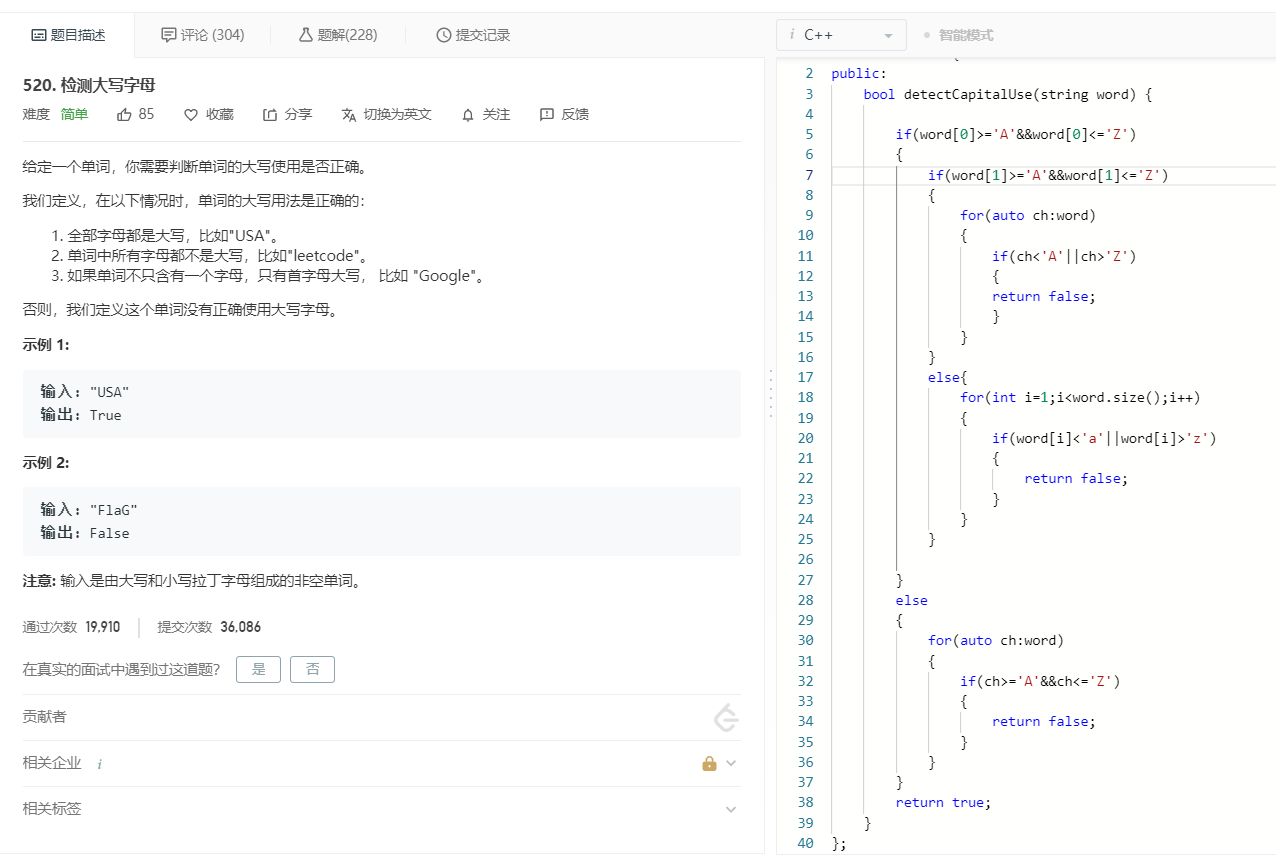 题目描述
评论 (304)
题解(228)
提交记录
520. 检测大写字母
难度 简单 85 收藏 分享 切换为英文 关注 反馈
给定一个单词，你需要判断单词的大写使用是否正确。
我们定义，在以下情况时，单词的大写用法是正确的：
1. 全部字母都是大写，比如"USA"。
2. 单词中所有字母都不是大写，比如"leetcode"。
3. 如果单词不只含有一个字母，只有首字母大写， 比如 "Google"。
否则，我们定义这个单词没有正确使用大写字母。
示例 1:
输入: "USA"
输出: True
示例 2:
输入: "FlaG"
输出: False
注意: 输入是由大写和小写拉丁字母组成的非空单词。
通过次数 19,910 提交次数 36,086
在真实的面试中遇到过这道题? 是 否
贡献者
相关企业 i
相关标签
i C++ 智能模式
2 public:
3 bool detectCapitalUse(string word) {
4
5 if(word[0]>='A'&&word[0]<='Z')
6 {
7 if(word[1]>='A'&&word[1]<='Z')
8 {
9 for(auto ch:word)
10 {
11 if(ch<'A'||ch>'Z')
12 {
13 return false;
14 }
15 }
16 }
17 else{
18 for(int i=1;i<word.size();i++)
19 {
20 if(word[i]<'a'||word[i]>'z')
21 {
22 return false;
23 }
24 }
25 }
26
27 }
28 else
29 {
30 for(auto ch:word)
31 {
32 if(ch>='A'&&ch<='Z')
33 {
34 return false;
35 }
36 }
37 }
38 return true;
39 }
40 };